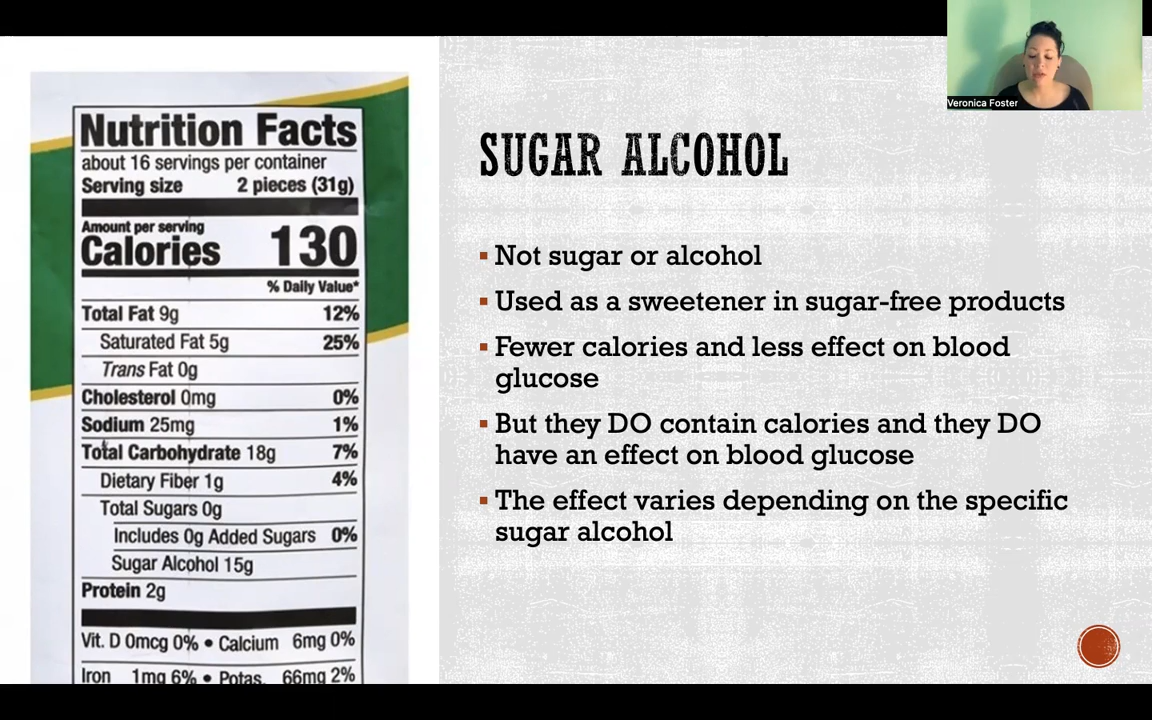 Nutrition Facts
about 16 servings per container
Serving size 2 pieces (31g)
Amount per serving
Calories 130
% Daily Value*
Total Fat 9g 12%
Saturated Fat 5g 25%
Trans Fat 0g
Cholesterol 0mg 0%
Sodium 25mg 1%
Total Carbohydrate 18g 7%
Dietary Fiber 1g 4%
Total Sugars 0g
Includes 0g Added Sugars 0%
Sugar Alcohol 15g
Protein 2g
Vit. D 0mcg 0% • Calcium 6mg 0%
Iron 1mg 6% • Potas. 66mg 2%
Veronica Foster
SUGAR ALCOHOL
▪ Not sugar or alcohol
▪ Used as a sweetener in sugar-free products
▪ Fewer calories and less effect on blood
glucose
▪ But they DO contain calories and they DO
have an effect on blood glucose
▪ The effect varies depending on the specific
sugar alcohol